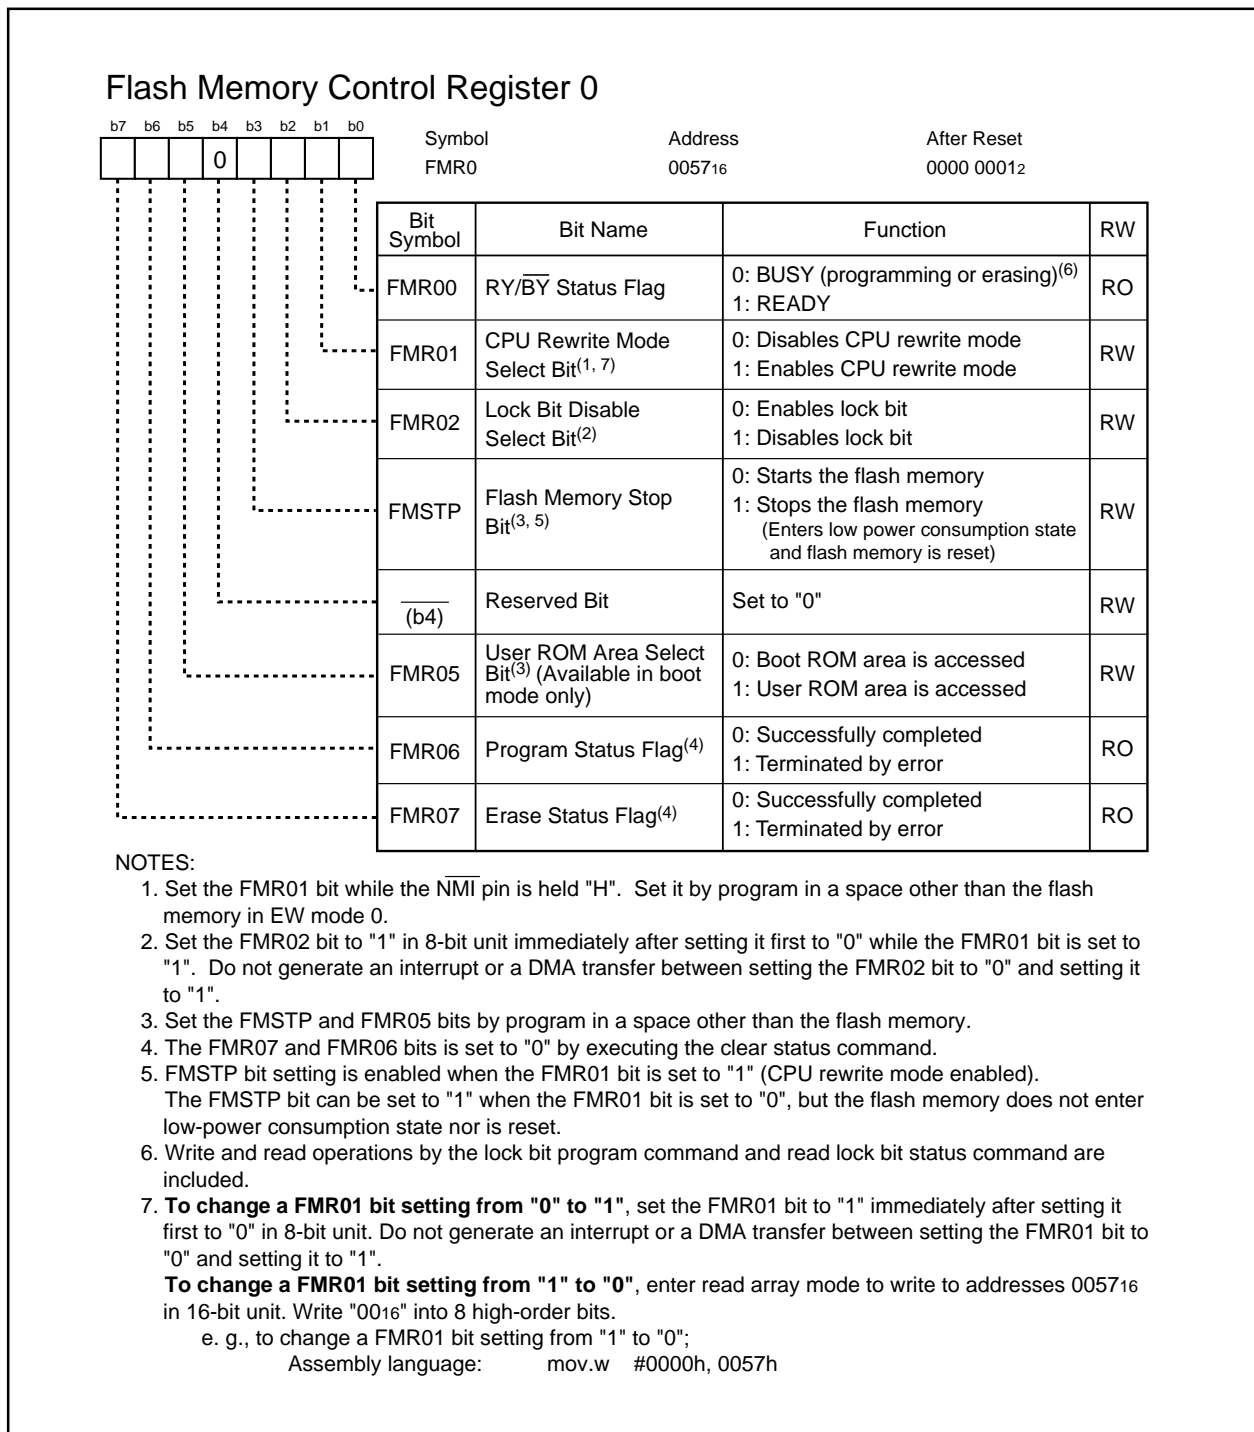 Flash Memory Control Register 0
b7 b6 b5 b4 b3 b2 b1 b0
0
Symbol Address After Reset
FMR0 005716 0000 00012
Bit Symbol Bit Name Function RW
FMR00 RY/BY Status Flag 0: BUSY (programming or erasing)(6) RO
1: READY
FMR01 CPU Rewrite Mode 0: Disables CPU rewrite mode RW
Select Bit(1, 7) 1: Enables CPU rewrite mode
FMR02 Lock Bit Disable 0: Enables lock bit RW
Select Bit(2) 1: Disables lock bit
FMSTP Flash Memory Stop 0: Starts the flash memory RW
Bit(3, 5) 1: Stops the flash memory
(Enters low power consumption state
and flash memory is reset)
(b4) Reserved Bit Set to "0" RW
FMR05 User ROM Area Select 0: Boot ROM area is accessed RW
Bit(3) (Available in boot 1: User ROM area is accessed
mode only)
FMR06 Program Status Flag(4) 0: Successfully completed RO
1: Terminated by error
FMR07 Erase Status Flag(4) 0: Successfully completed RO
1: Terminated by error
NOTES:
1. Set the FMR01 bit while the NMI pin is held "H". Set it by program in a space other than the flash
memory in EW mode 0.
2. Set the FMR02 bit to "1" in 8-bit unit immediately after setting it first to "0" while the FMR01 bit is set to
"1". Do not generate an interrupt or a DMA transfer between setting the FMR02 bit to "0" and setting it
to "1".
3. Set the FMSTP and FMR05 bits by program in a space other than the flash memory.
4. The FMR07 and FMR06 bits is set to "0" by executing the clear status command.
5. FMSTP bit setting is enabled when the FMR01 bit is set to "1" (CPU rewrite mode enabled).
The FMSTP bit can be set to "1" when the FMR01 bit is set to "0", but the flash memory does not enter
low-power consumption state nor is reset.
6. Write and read operations by the lock bit program command and read lock bit status command are
included.
7. To change a FMR01 bit setting from "0" to "1", set the FMR01 bit to "1" immediately after setting it
first to "0" in 8-bit unit. Do not generate an interrupt or a DMA transfer between setting the FMR01 bit to
"0" and setting it to "1".
To change a FMR01 bit setting from "1" to "0", enter read array mode to write to addresses 005716
in 16-bit unit. Write "0016" into 8 high-order bits.
e. g., to change a FMR01 bit setting from "1" to "0";
Assembly language: mov.w #0000h, 0057h